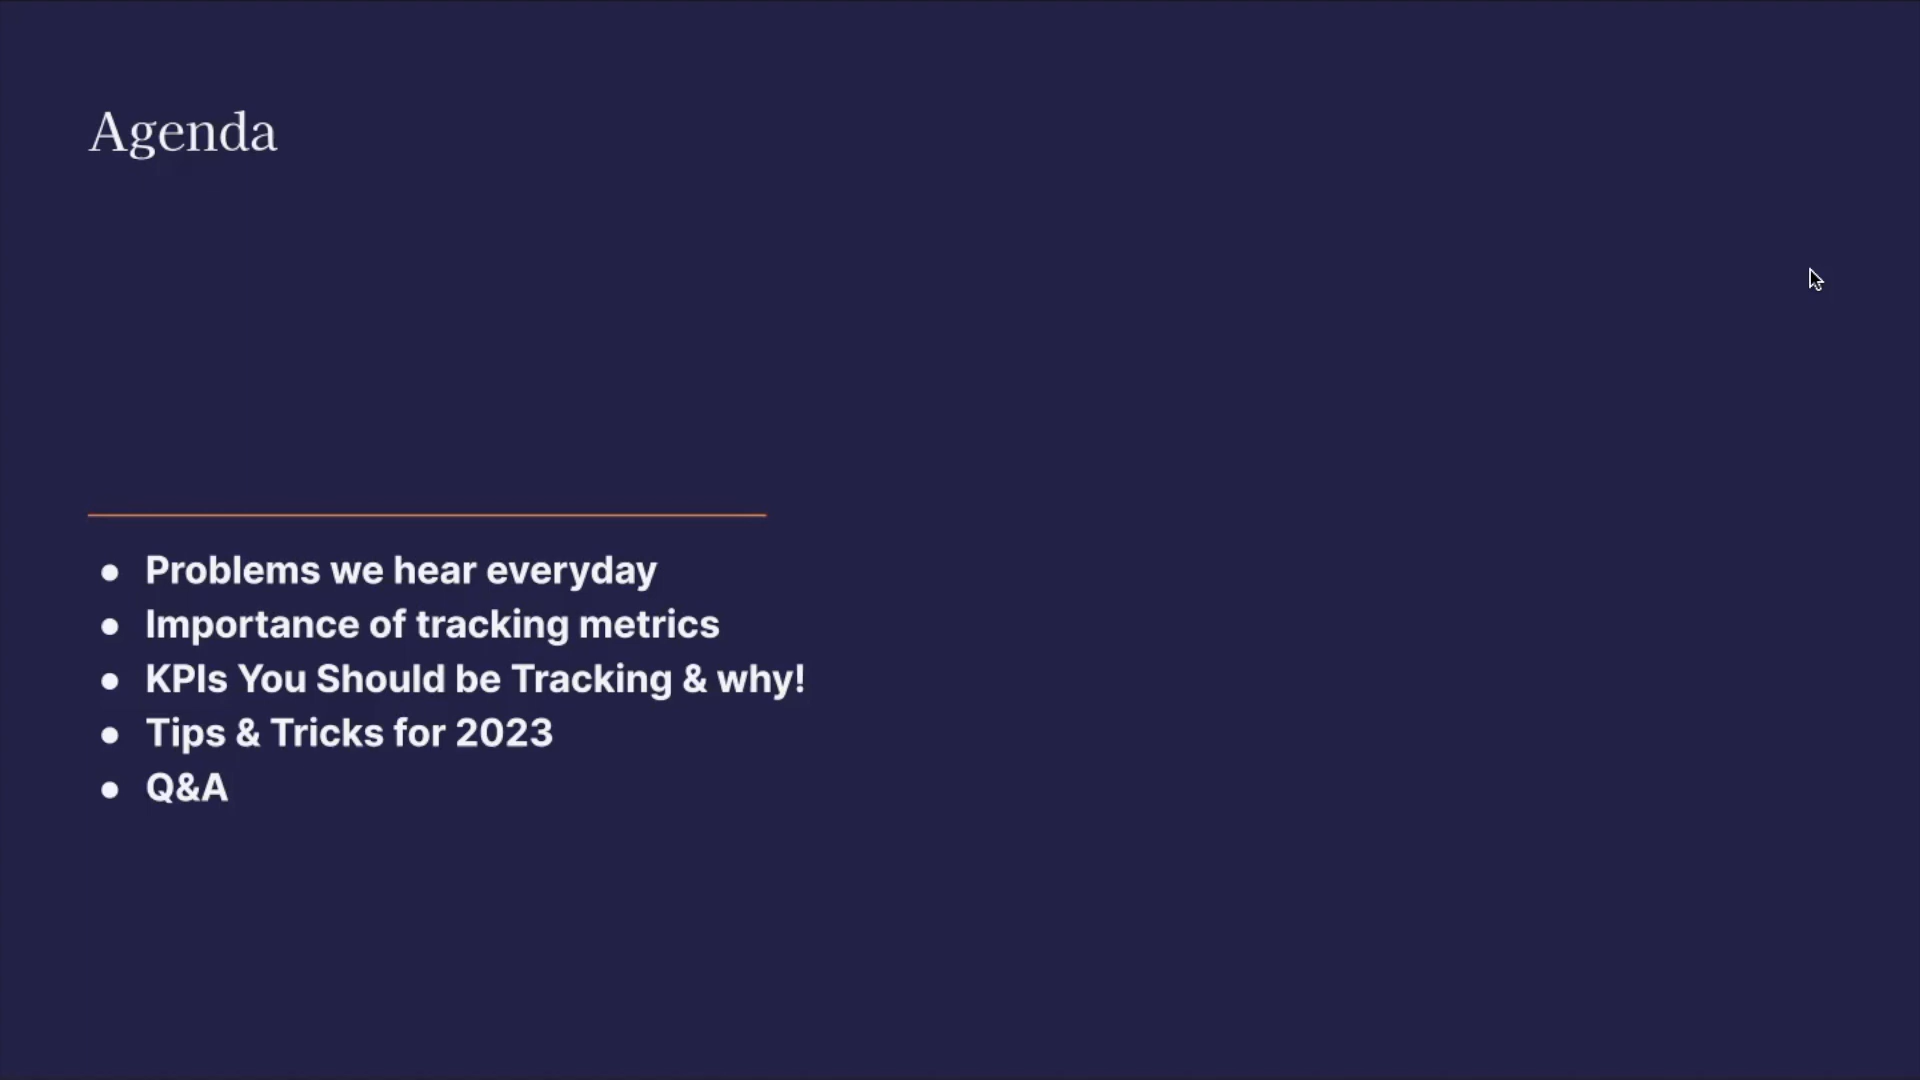 Agenda
● Problems we hear everyday
● Importance of tracking metrics
● KPIs You Should be Tracking & why!
● Tips & Tricks for 2023
● Q&A